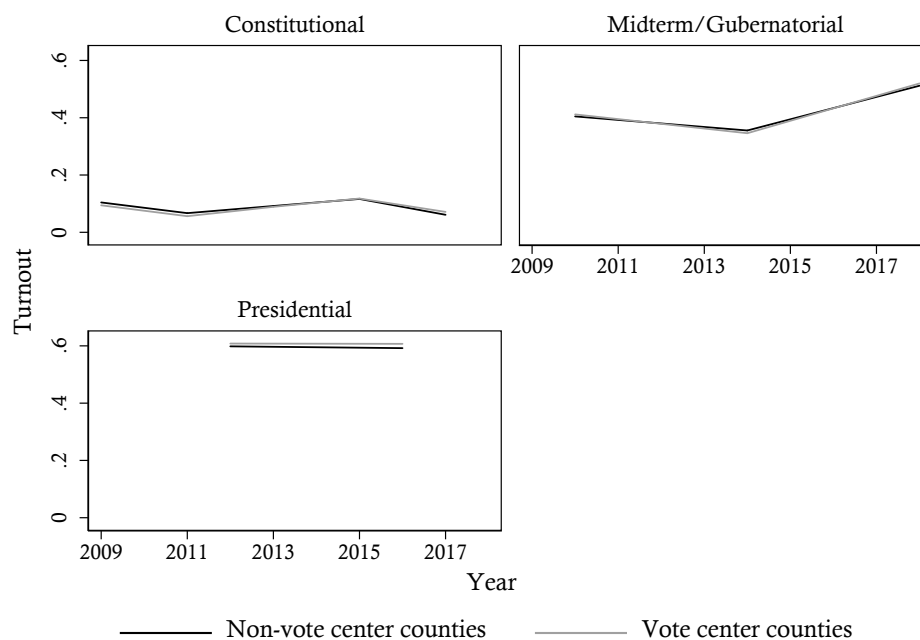 Constitutional
Midterm/Gubernatorial
.6
.4
.2
0
2009 2011 2013 2015 2017
Presidential
Turnout
.6
.4
.2
0
2009 2011 2013 2015 2017
Year
Non-vote center counties
Vote center counties